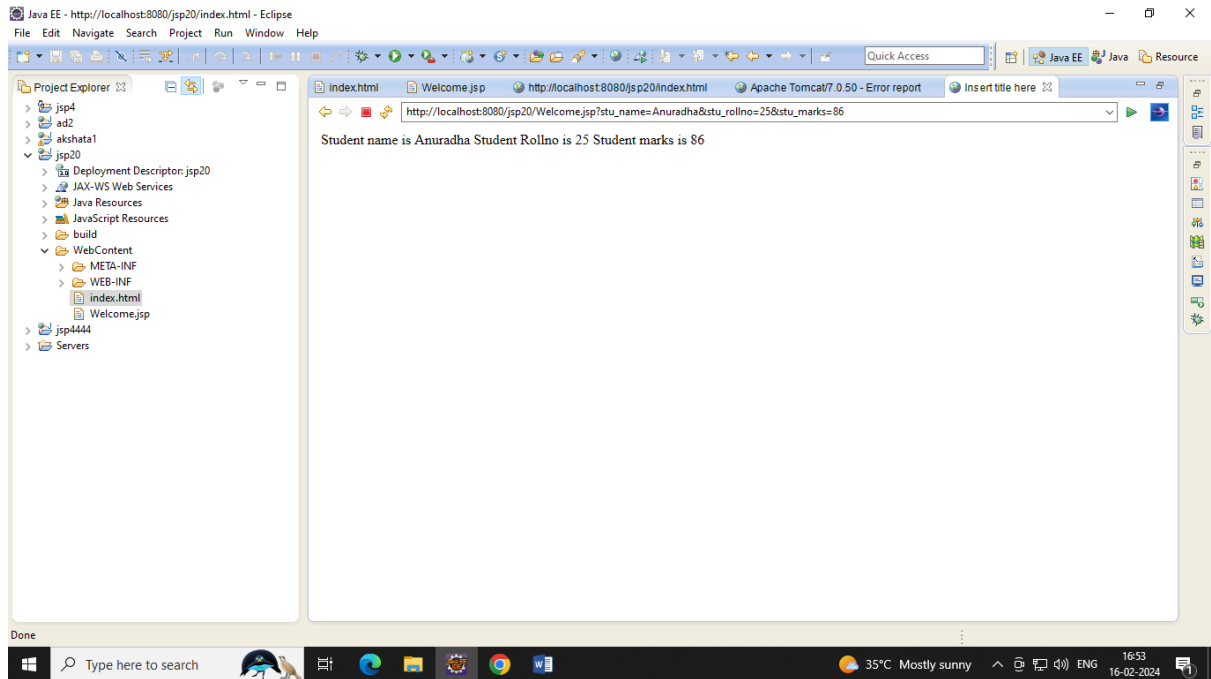 Java EE - http://localhost:8080/jsp20/index.html - Eclipse
File Edit Navigate Search Project Run Window Help
Quick Access
Java EE Java Resource
Project Explorer
index.html Welcome.jsp http://localhost:8080/jsp20/index.html Apache Tomcat/7.0.50 - Error report Insert title here
http://localhost:8080/jsp20/Welcome.jsp?stu_name=Anuradha&stu_rollno=25&stu_marks=86
Student name is Anuradha Student Rollno is 25 Student marks is 86
jsp4
ad2
akshata1
jsp20
Deployment Descriptor: jsp20
JAX-WS Web Services
Java Resources
JavaScript Resources
build
WebContent
META-INF
WEB-INF
index.html
Welcome.jsp
jsp4444
Servers
Done
Type here to search
35°C Mostly sunny
ENG
16:53
16-02-2024
1